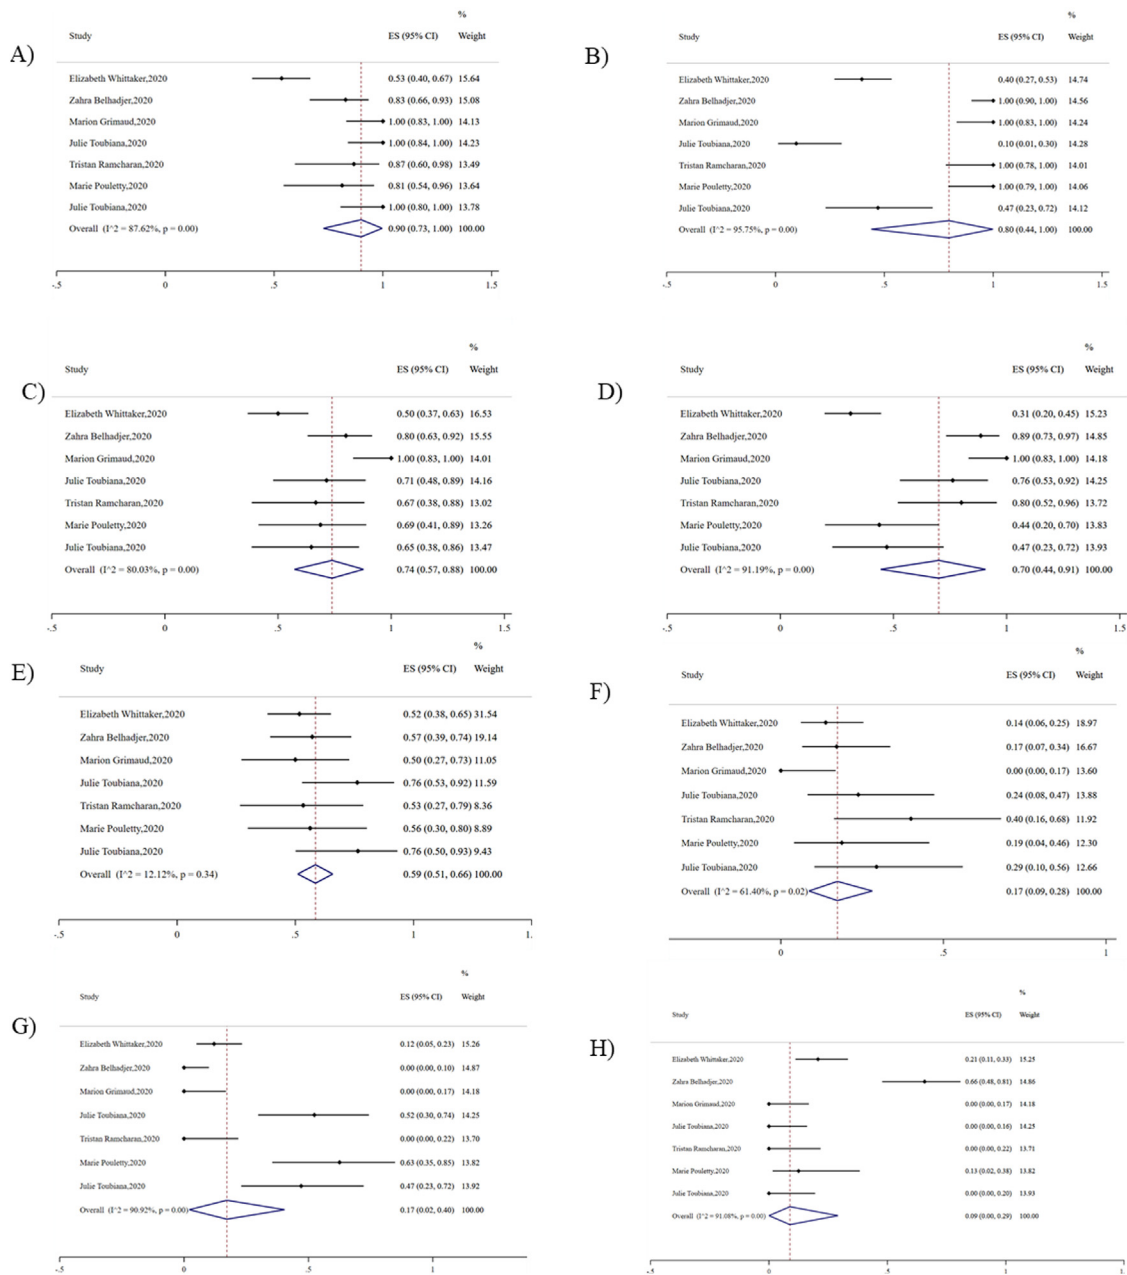 A)
%
Study ES (95% CI) Weight
Elizabeth Whittaker,2020 0.53 (0.40, 0.67) 15.64
Zahra Belhadjer,2020 0.83 (0.66, 0.93) 15.08
Marion Grimaud,2020 1.00 (0.83, 1.00) 14.13
Julie Toubiana,2020 1.00 (0.84, 1.00) 14.23
Tristan Ramcharan,2020 0.87 (0.60, 0.98) 13.49
Marie Pouletty,2020 0.81 (0.54, 0.96) 13.64
Julie Toubiana,2020 1.00 (0.80, 1.00) 13.78
Overall (I^2 = 87.62%, p = 0.00) 0.90 (0.73, 1.00) 100.00
-.5 0 .5 1 1.5
B)
%
Study ES (95% CI) Weight
Elizabeth Whittaker,2020 0.40 (0.27, 0.53) 14.74
Zahra Belhadjer,2020 1.00 (0.90, 1.00) 14.56
Marion Grimaud,2020 1.00 (0.83, 1.00) 14.24
Julie Toubiana,2020 0.10 (0.01, 0.30) 14.28
Tristan Ramcharan,2020 1.00 (0.78, 1.00) 14.01
Marie Pouletty,2020 1.00 (0.79, 1.00) 14.06
Julie Toubiana,2020 0.47 (0.23, 0.72) 14.12
Overall (I^2 = 95.75%, p = 0.00) 0.80 (0.44, 1.00) 100.00
-.5 0 .5 1 1.5
C)
%
Study ES (95% CI) Weight
Elizabeth Whittaker,2020 0.50 (0.37, 0.63) 16.53
Zahra Belhadjer,2020 0.80 (0.63, 0.92) 15.55
Marion Grimaud,2020 1.00 (0.83, 1.00) 14.01
Julie Toubiana,2020 0.71 (0.48, 0.89) 14.16
Tristan Ramcharan,2020 0.67 (0.38, 0.88) 13.02
Marie Pouletty,2020 0.69 (0.41, 0.89) 13.26
Julie Toubiana,2020 0.65 (0.38, 0.86) 13.47
Overall (I^2 = 80.03%, p = 0.00) 0.74 (0.57, 0.88) 100.00
-.5 0 .5 1 1.5
D)
%
Study ES (95% CI) Weight
Elizabeth Whittaker,2020 0.31 (0.20, 0.45) 15.23
Zahra Belhadjer,2020 0.89 (0.73, 0.97) 14.85
Marion Grimaud,2020 1.00 (0.83, 1.00) 14.18
Julie Toubiana,2020 0.76 (0.53, 0.92) 14.25
Tristan Ramcharan,2020 0.80 (0.52, 0.96) 13.72
Marie Pouletty,2020 0.44 (0.20, 0.70) 13.83
Julie Toubiana,2020 0.47 (0.23, 0.72) 13.93
Overall (I^2 = 91.19%, p = 0.00) 0.70 (0.44, 0.91) 100.00
-.5 0 .5 1 1.5
E)
%
Study ES (95% CI) Weight
Elizabeth Whittaker,2020 0.52 (0.38, 0.65) 31.54
Zahra Belhadjer,2020 0.57 (0.39, 0.74) 19.14
Marion Grimaud,2020 0.50 (0.27, 0.73) 11.05
Julie Toubiana,2020 0.76 (0.53, 0.92) 11.59
Tristan Ramcharan,2020 0.53 (0.27, 0.79) 8.36
Marie Pouletty,2020 0.56 (0.30, 0.80) 8.89
Julie Toubiana,2020 0.76 (0.50, 0.93) 9.43
Overall (I^2 = 12.12%, p = 0.34) 0.59 (0.51, 0.66) 100.00
-.5 0 .5 1 1.
F)
%
Study ES (95% CI) Weight
Elizabeth Whittaker,2020 0.14 (0.06, 0.25) 18.97
Zahra Belhadjer,2020 0.17 (0.07, 0.34) 16.67
Marion Grimaud,2020 0.00 (0.00, 0.17) 13.60
Julie Toubiana,2020 0.24 (0.08, 0.47) 13.88
Tristan Ramcharan,2020 0.40 (0.16, 0.68) 11.92
Marie Pouletty,2020 0.19 (0.04, 0.46) 12.30
Julie Toubiana,2020 0.29 (0.10, 0.56) 12.66
Overall (I^2 = 61.40%, p = 0.02) 0.17 (0.09, 0.28) 100.00
0 .5 1
G)
%
Study ES (95% CI) Weight
Elizabeth Whittaker,2020 0.12 (0.05, 0.23) 15.26
Zahra Belhadjer,2020 0.00 (0.00, 0.10) 14.87
Marion Grimaud,2020 0.00 (0.00, 0.17) 14.18
Julie Toubiana,2020 0.52 (0.30, 0.74) 14.25
Tristan Ramcharan,2020 0.00 (0.00, 0.22) 13.70
Marie Pouletty,2020 0.63 (0.35, 0.85) 13.82
Julie Toubiana,2020 0.47 (0.23, 0.72) 13.92
Overall (I^2 = 90.92%, p = 0.00) 0.17 (0.02, 0.40) 100.00
0 .5 1
H)
%
Study ES (95% CI) Weight
Elizabeth Whittaker,2020 0.21 (0.11, 0.33) 15.25
Zahra Belhadjer,2020 0.66 (0.48, 0.81) 14.86
Marion Grimaud,2020 0.00 (0.00, 0.17) 14.18
Julie Toubiana,2020 0.00 (0.00, 0.16) 14.25
Tristan Ramcharan,2020 0.00 (0.00, 0.22) 13.71
Marie Pouletty,2020 0.13 (0.02, 0.38) 13.82
Julie Toubiana,2020 0.00 (0.00, 0.20) 13.93
Overall (I^2 = 91.08%, p = 0.00) 0.09 (0.00, 0.29) 100.00
0 .5 1 1.